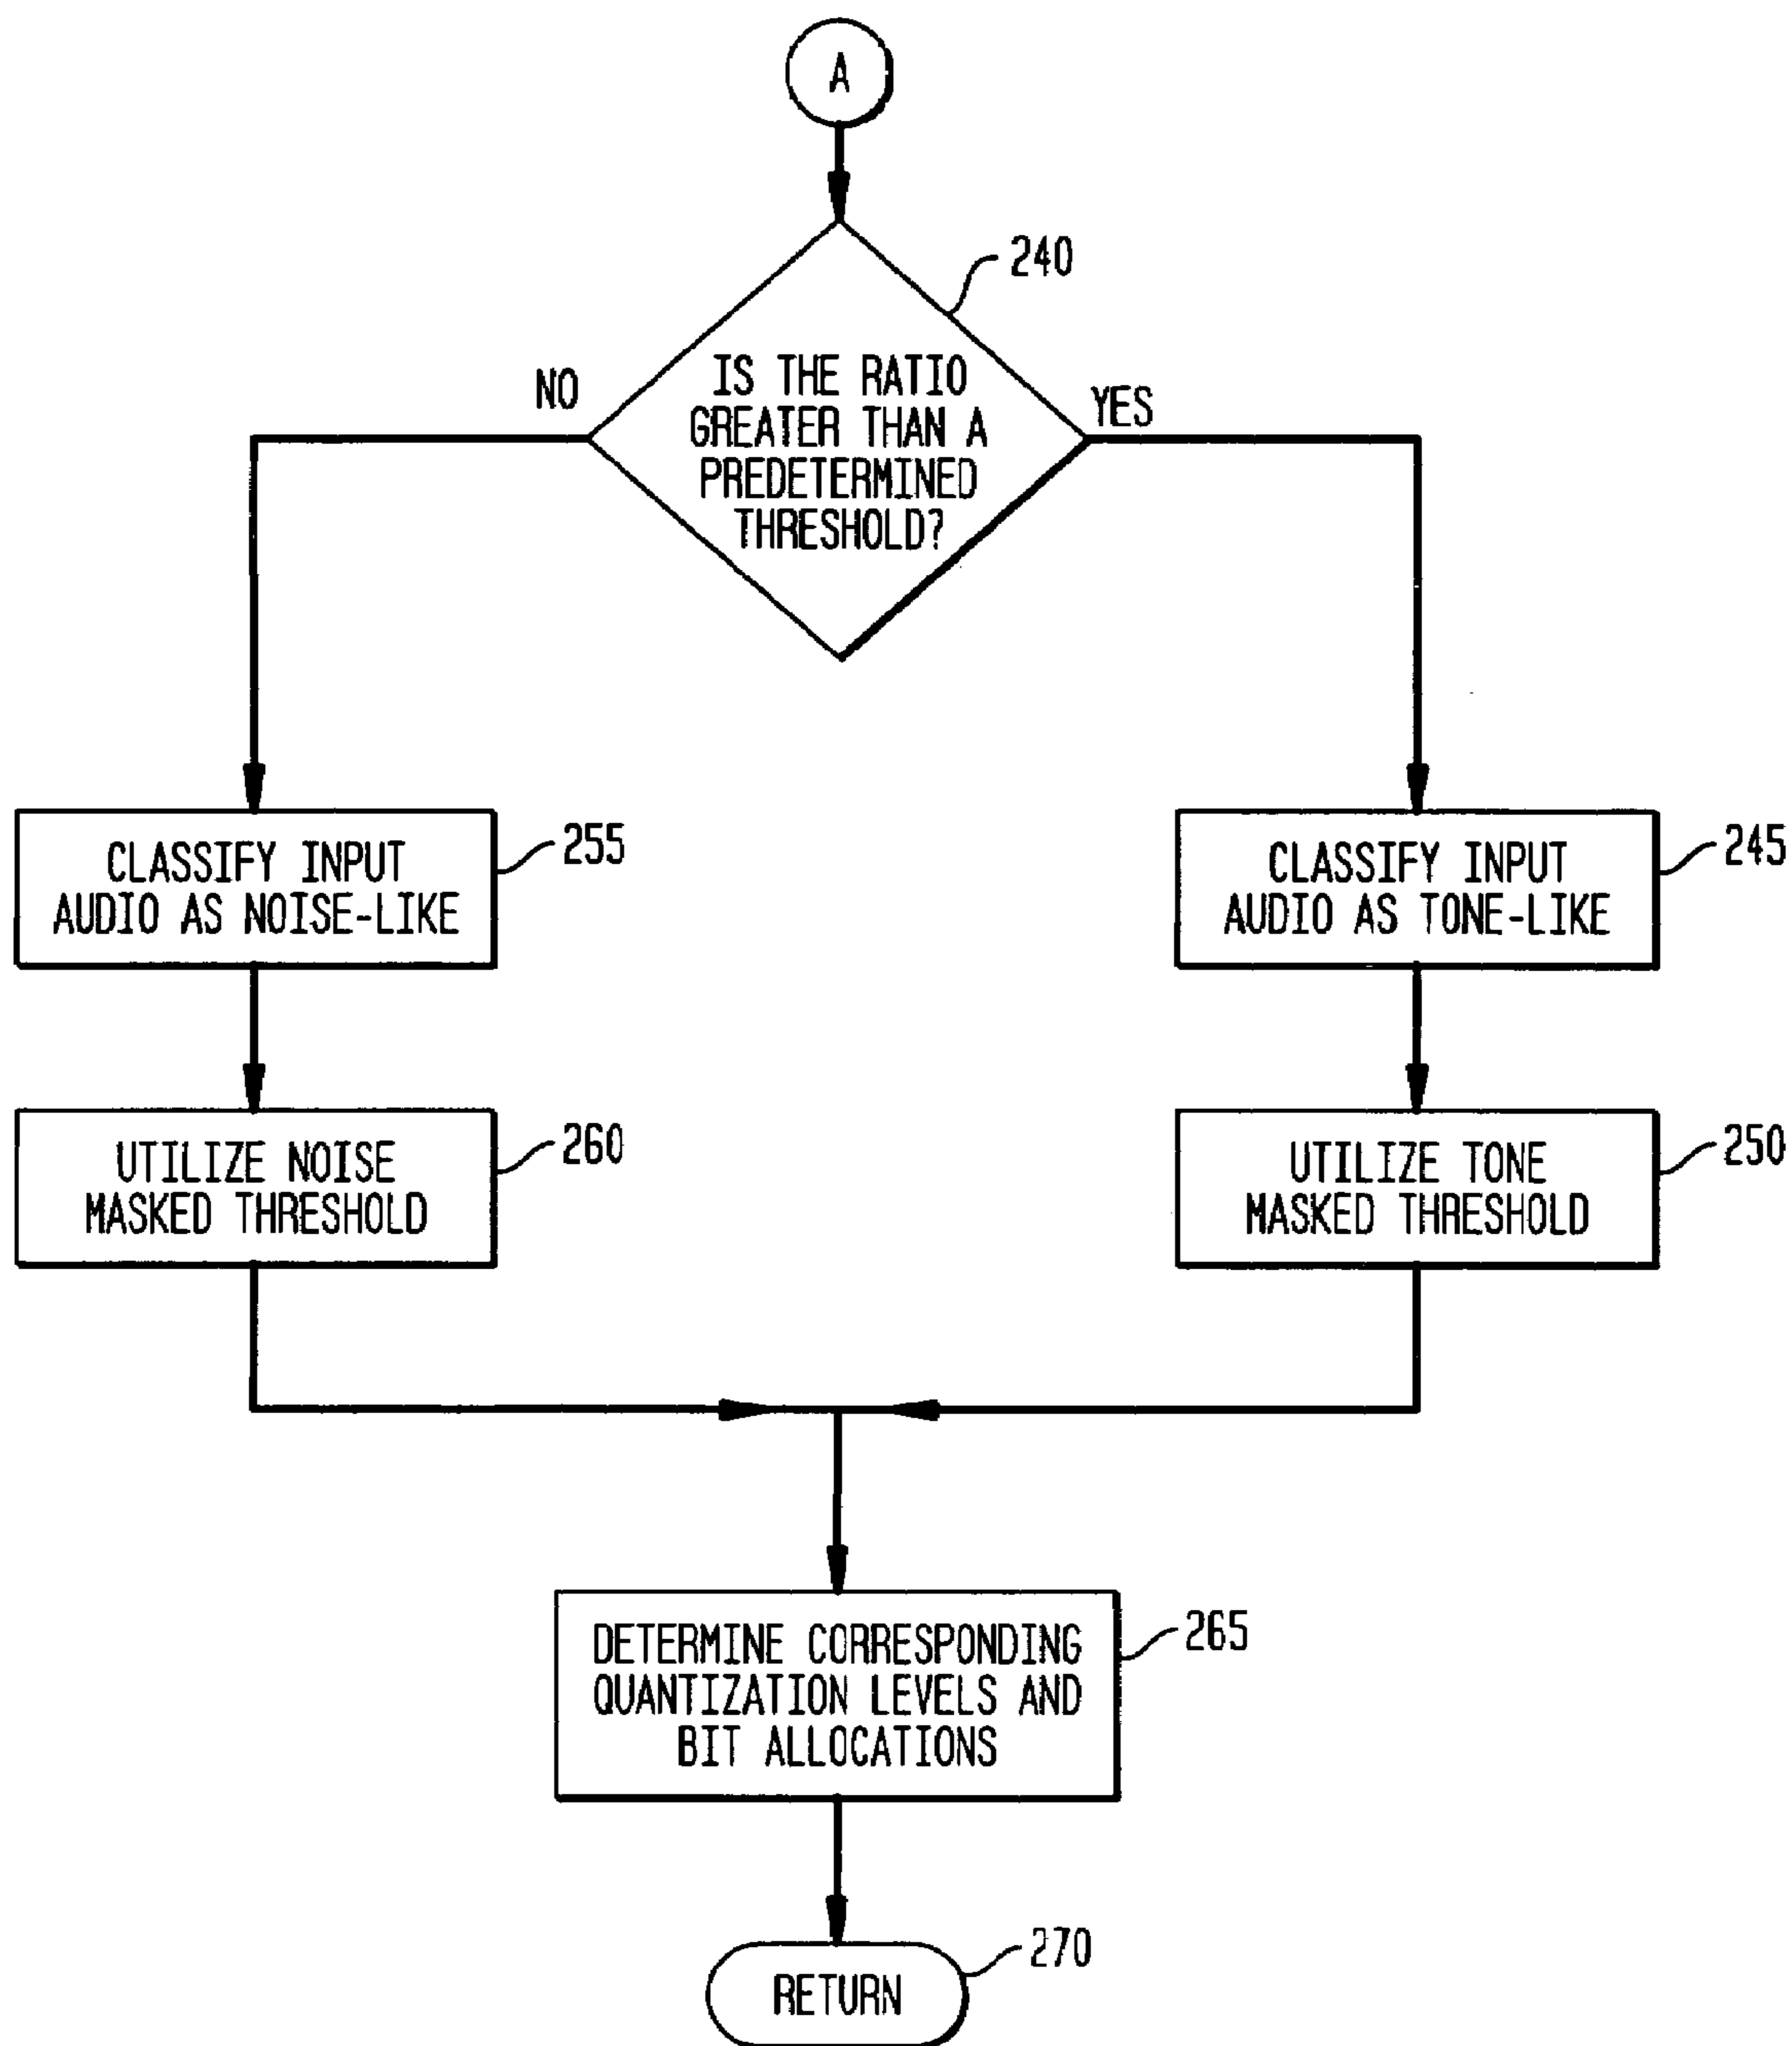 A
240
NO
IS THE RATIO
GREATER THAN A
PREDETERMINED
THRESHOLD?
YES
CLASSIFY INPUT
AUDIO AS NOISE-LIKE
255
CLASSIFY INPUT
AUDIO AS TONE-LIKE
245
UTILIZE NOISE
MASKED THRESHOLD
260
UTILIZE TONE
MASKED THRESHOLD
250
DETERMINE CORRESPONDING
QUANTIZATION LEVELS AND
BIT ALLOCATIONS
265
RETURN
270